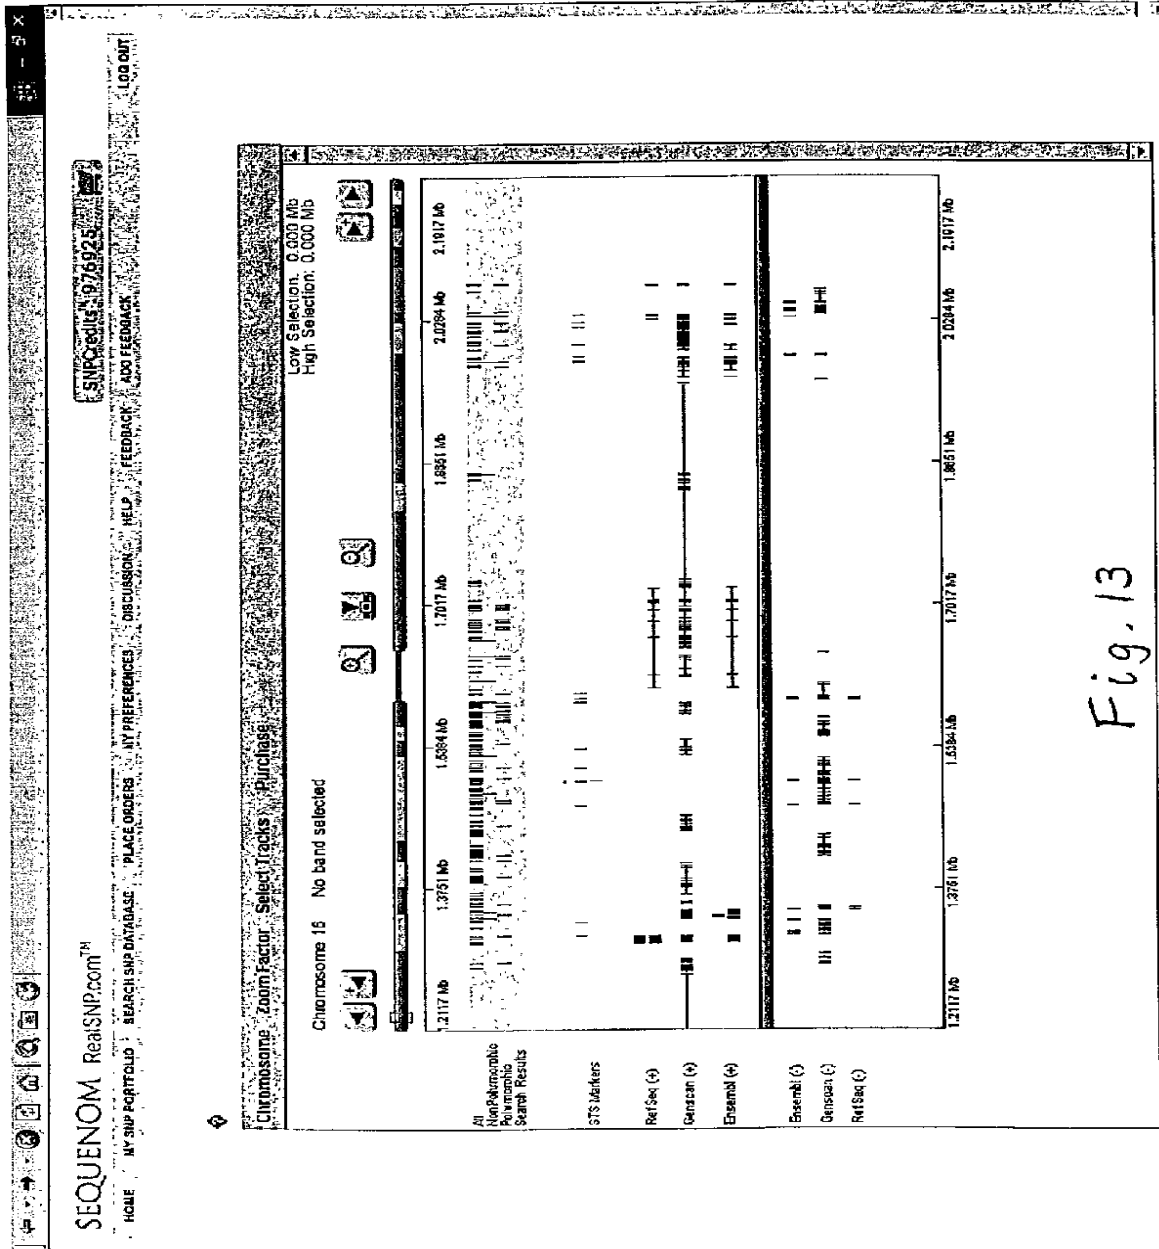 SEQUENOM RealSNP.com™
SNPCredits™: 976925
HOME MY SNP PORTFOLIO SEARCH SNP DATABASE PLACE ORDERS MY PREFERENCES DISCUSSION HELP FEEDBACK ADD FEEDBACK LOG OUT
Chromosome Zoom Factor Select Tracks Purchase
Chromosome 15 No band selected
Low Selection: 0.000 Mb
High Selection: 0.000 Mb
1.2117 Mb 1.3751 Mb 1.5384 Mb 1.7017 Mb 1.8651 Mb 2.0284 Mb 2.1917 Mb
All
NonPolymorphic
Polymorphic
Search Results
STS Markers
RefSeq (+)
Genscan (+)
Ensembl (+)
Ensembl (-)
Genscan (-)
RefSeq (-)
1.2117 Mb 1.3751 Mb 1.5384 Mb 1.7017 Mb 1.8651 Mb 2.0284 Mb 2.1917 Mb
Fig. 13